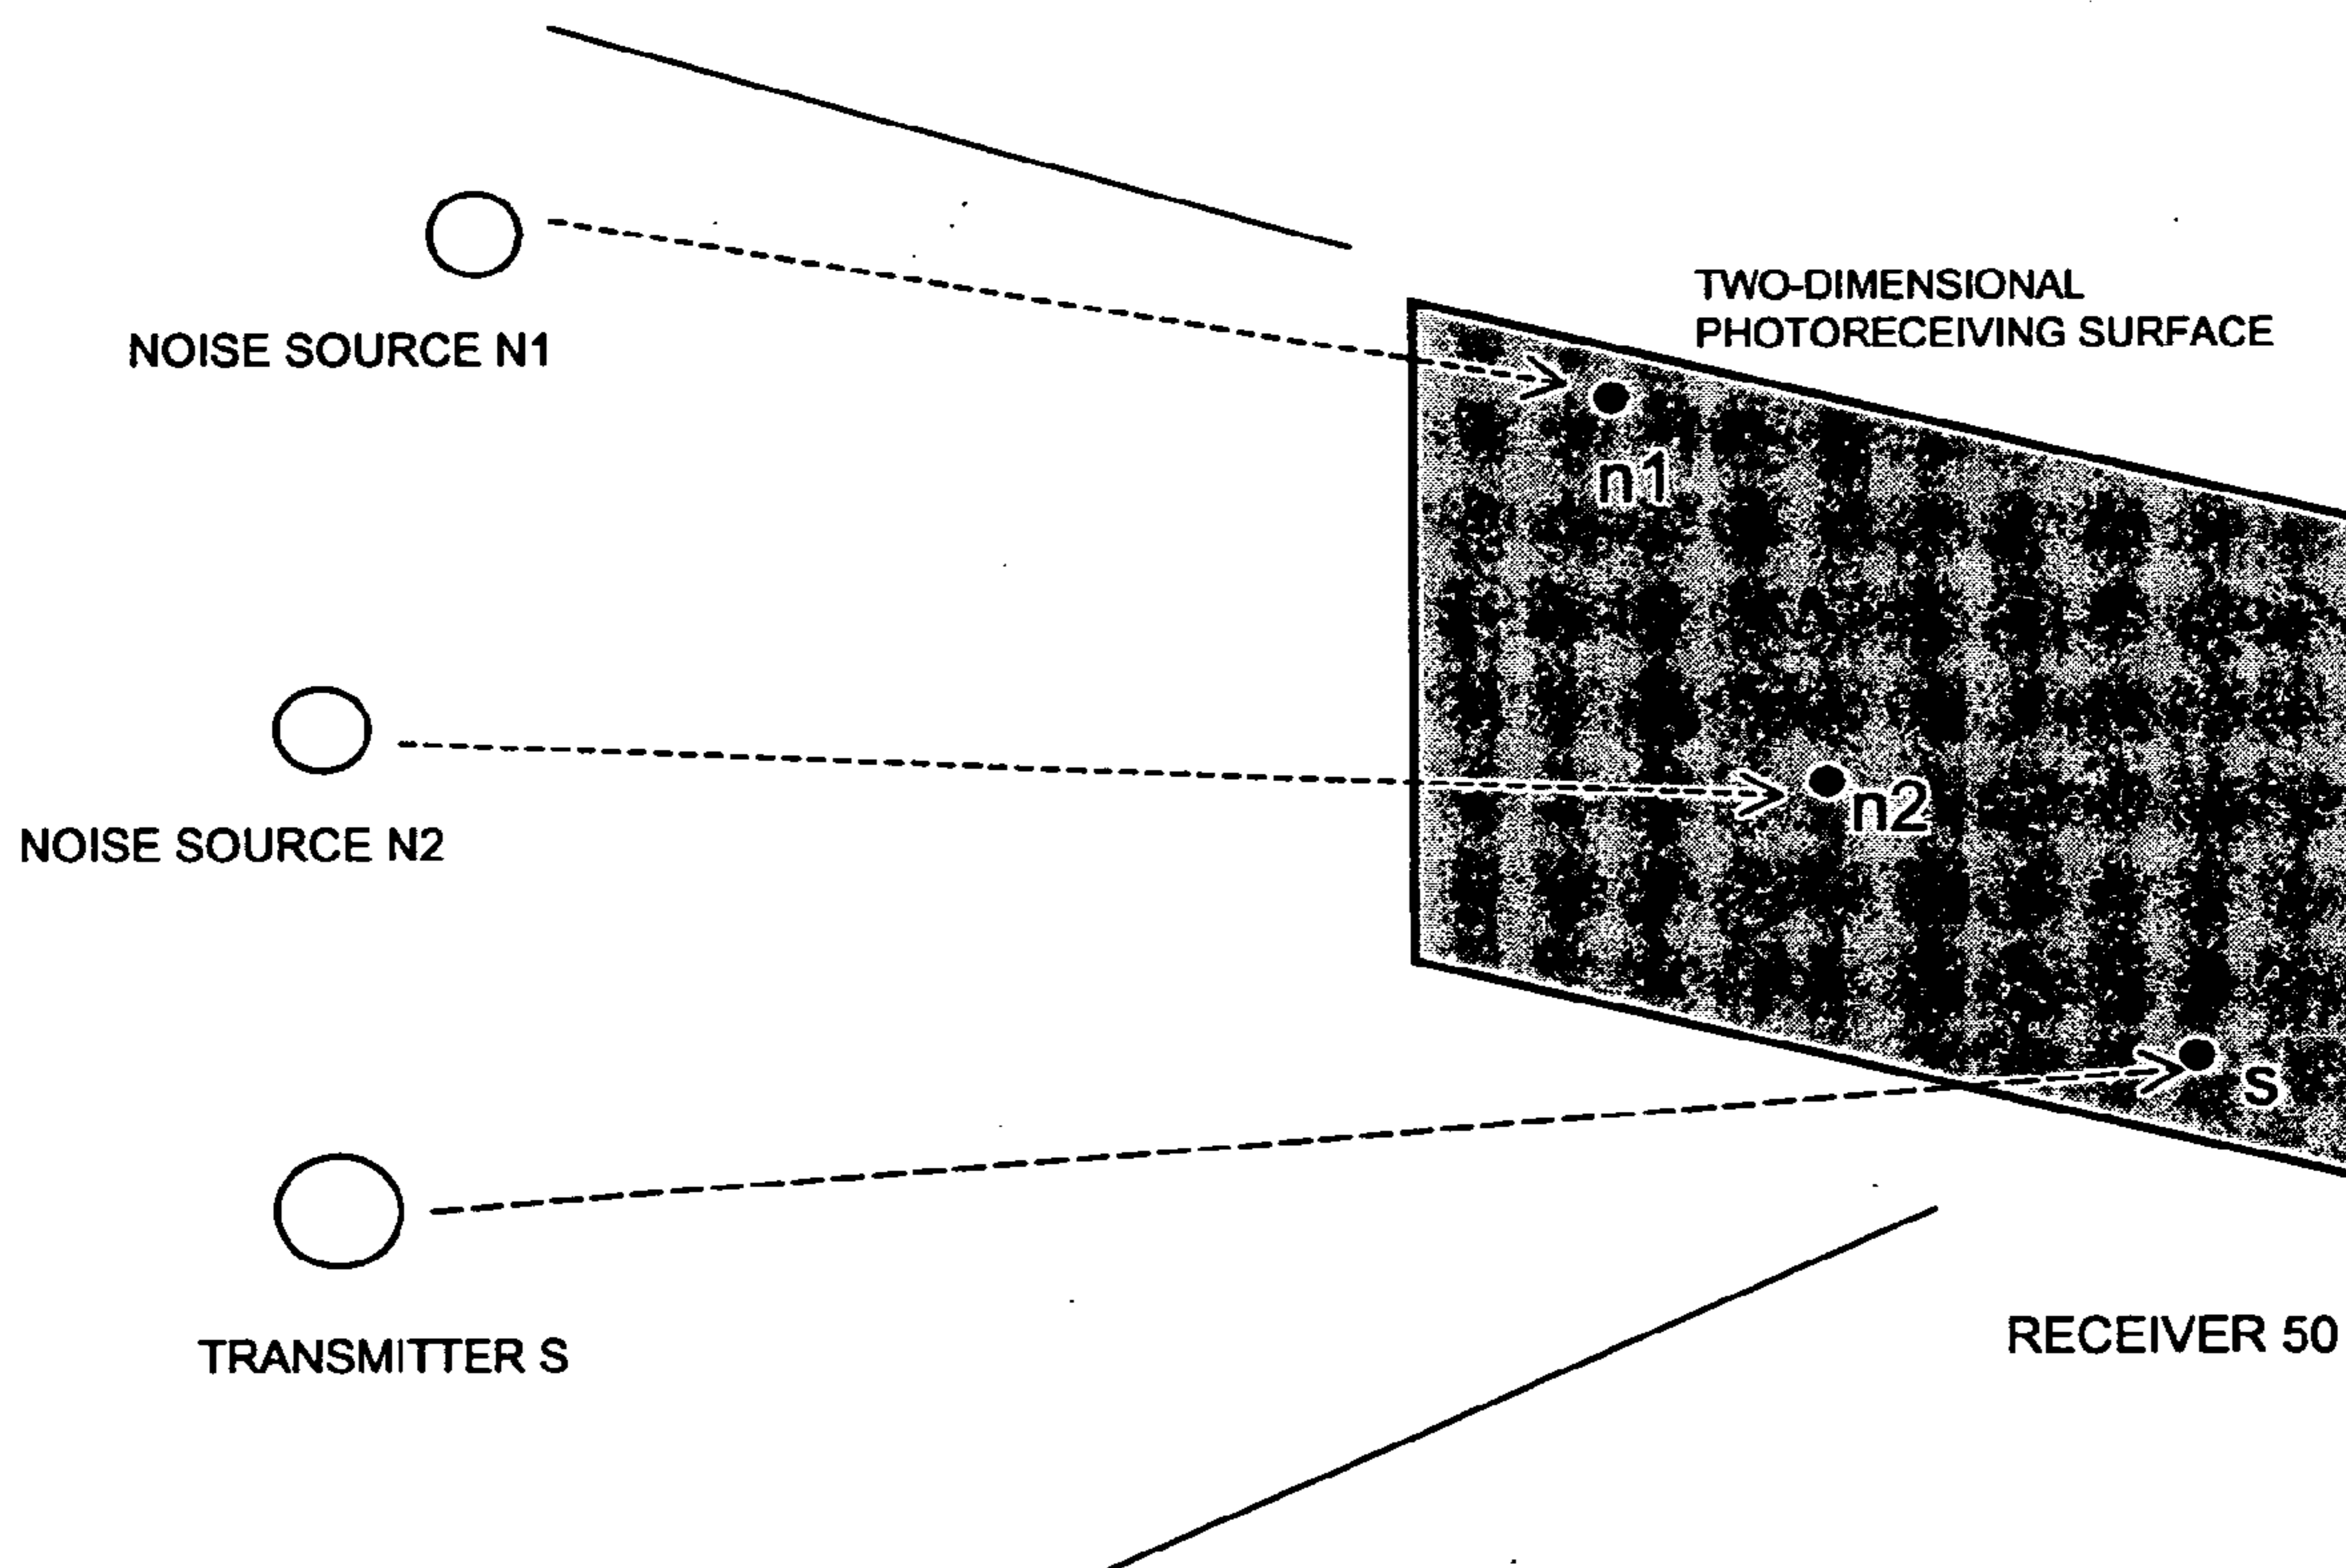 TWO-DIMENSIONAL
PHOTORECEIVING SURFACE
NOISE SOURCE N1
n1
n2
NOISE SOURCE N2
s
TRANSMITTER S
RECEIVER 50